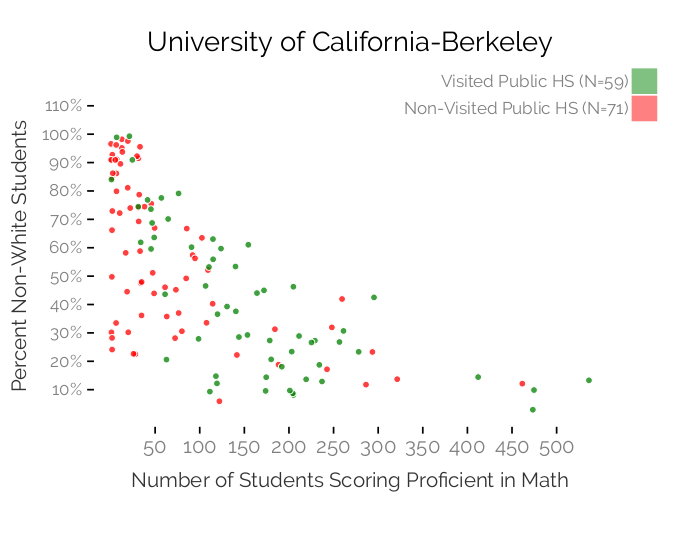 University of California-Berkeley
Visited Public HS (N=59)
Non-Visited Public HS (N=71)
Percent Non-White Students
110%
100%
90%
80%
70%
60%
50%
40%
30%
20%
10%
50 100 150 200 250 300 350 400 450 500
Number of Students Scoring Proficient in Math